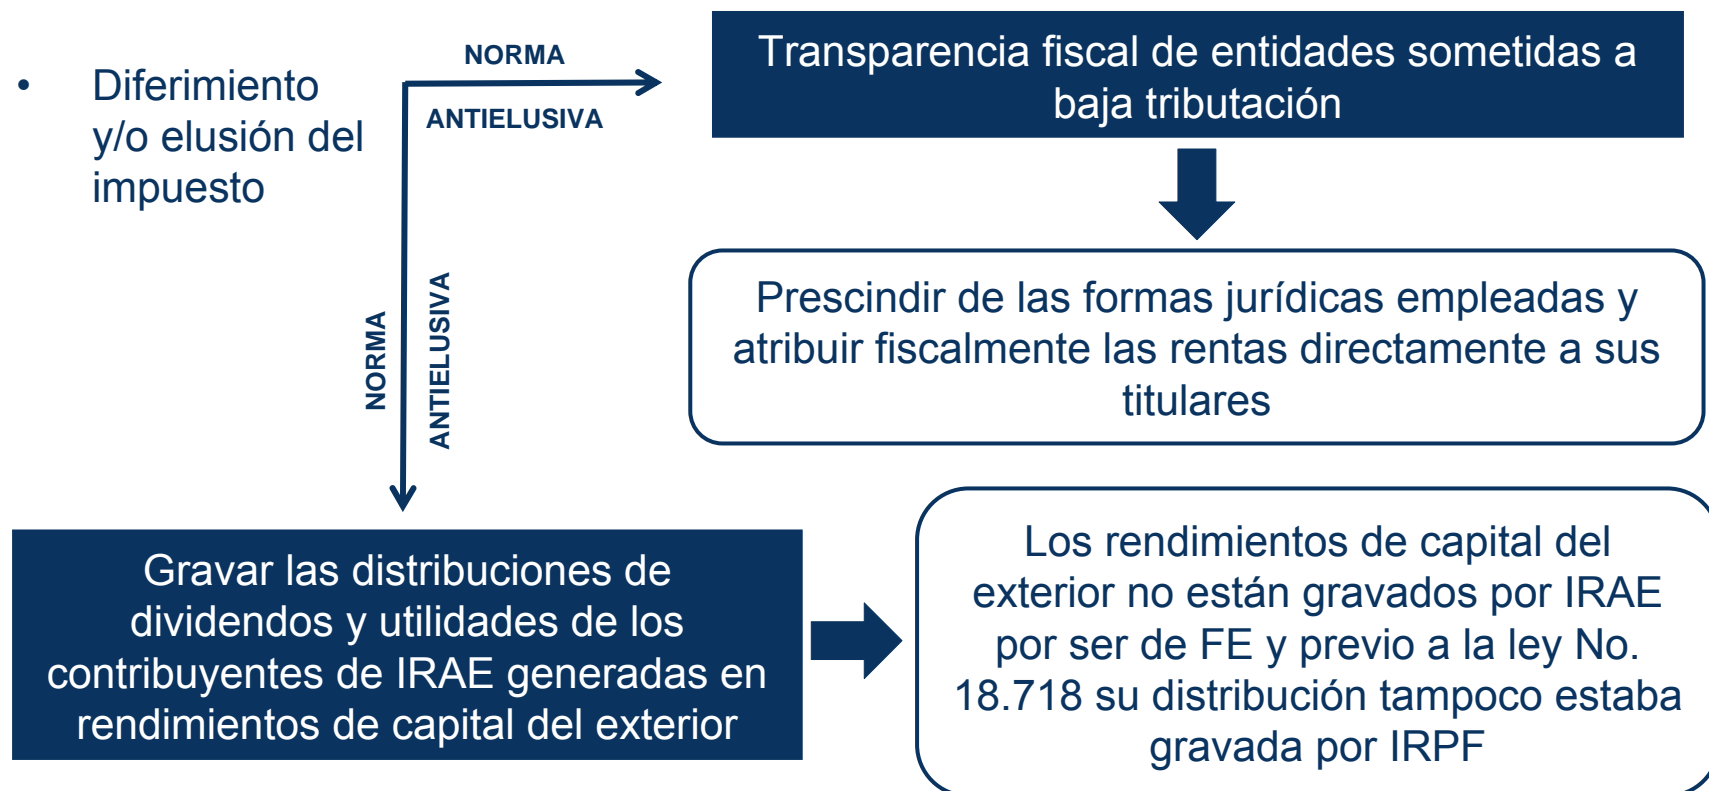 • Diferimiento
y/o elusión del
impuesto
NORMA
ANTIELUSIVA
Transparencia fiscal de entidades sometidas a
baja tributación
Prescindir de las formas jurídicas empleadas y
atribuir fiscalmente las rentas directamente a sus
titulares
NORMA
ANTIELUSIVA
Gravar las distribuciones de
dividendos y utilidades de los
contribuyentes de IRAE generadas en
rendimientos de capital del exterior
Los rendimientos de capital del
exterior no están gravados por IRAE
por ser de FE y previo a la ley No.
18.718 su distribución tampoco estaba
gravada por IRPF